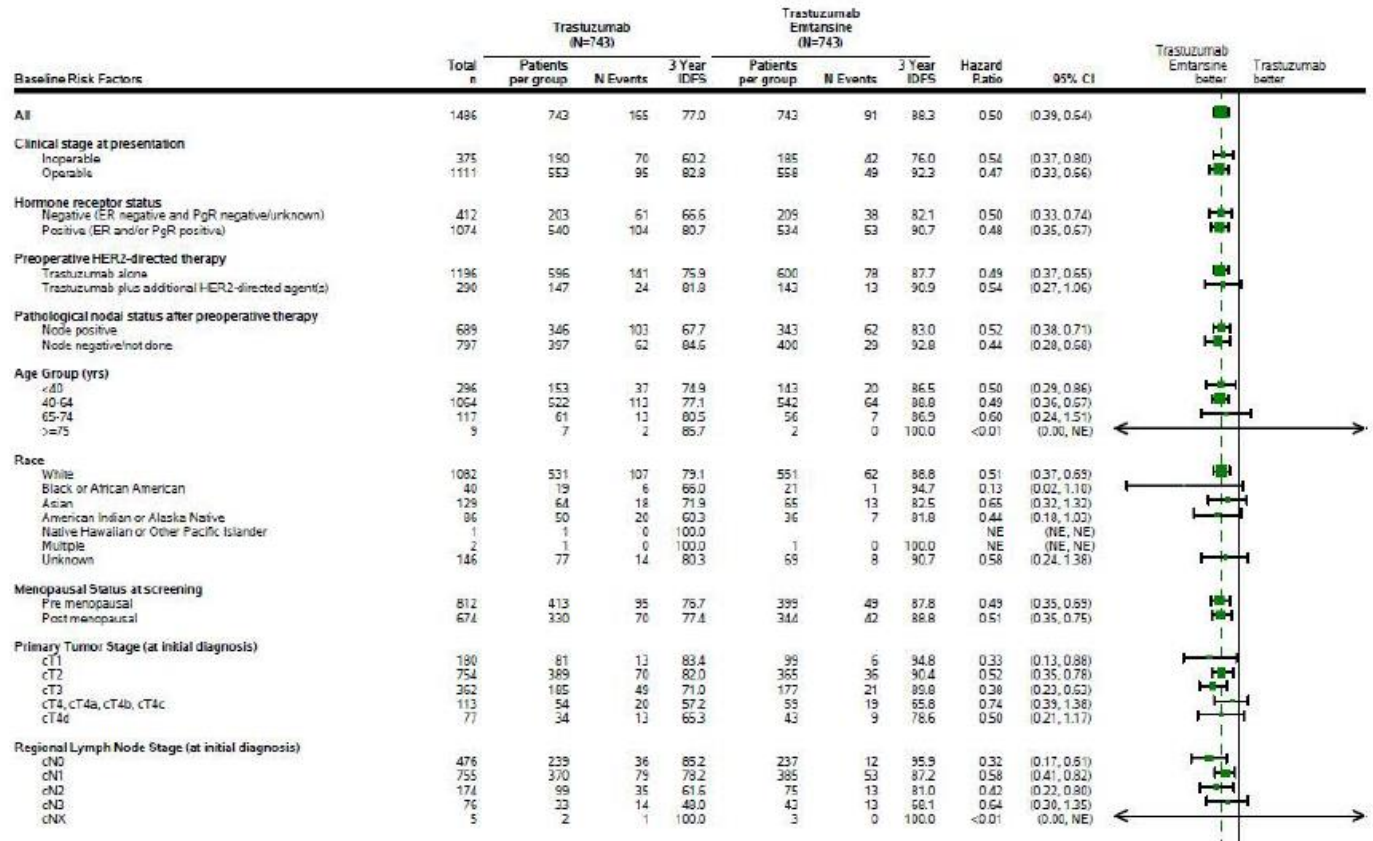 Trastuzumab (N=743) Trastuzumab Emtansine (N=743)
Baseline Risk Factors Total n Patients per group N Events 3 Year IDFS Patients per group N Events 3 Year IDFS Hazard Ratio 95% CI Trastuzumab Emtansine better Trastuzumab better
All 1486 743 165 77.0 743 91 88.3 0.50 (0.39, 0.64)
Clinical stage at presentation
Inoperable 375 190 70 60.2 185 42 76.0 0.54 (0.37, 0.80)
Operable 1111 553 95 82.8 558 49 92.3 0.47 (0.33, 0.66)
Hormone receptor status
Negative (ER negative and PgR negative/unknown) 412 203 61 66.6 209 38 82.1 0.50 (0.33, 0.74)
Positive (ER and/or PgR positive) 1074 540 104 80.7 534 53 90.7 0.48 (0.35, 0.67)
Preoperative HER2-directed therapy
Trastuzumab alone 1196 596 141 75.9 600 78 87.7 0.49 (0.37, 0.65)
Trastuzumab plus additional HER2-directed agent(s) 290 147 24 81.8 143 13 90.9 0.54 (0.27, 1.06)
Pathological nodal status after preoperative therapy
Node positive 689 346 103 67.7 343 62 83.0 0.52 (0.38, 0.71)
Node negative/not done 797 397 62 84.6 400 29 92.8 0.44 (0.28, 0.68)
Age Group (yrs)
<40 296 153 37 74.9 143 20 86.5 0.50 (0.29, 0.86)
40-64 1064 522 113 77.1 542 64 88.8 0.49 (0.36, 0.67)
65-74 117 61 13 80.5 56 7 86.9 0.60 (0.24, 1.51)
>=75 9 7 2 85.7 2 0 100.0 <0.01 (0.00, NE)
Race
White 1082 531 107 79.1 551 62 88.8 0.51 (0.37, 0.69)
Black or African American 40 19 6 66.0 21 1 94.7 0.13 (0.02, 1.10)
Asian 129 64 18 71.9 65 13 82.5 0.65 (0.32, 1.32)
American Indian or Alaska Native 86 50 20 60.3 36 7 81.8 0.44 (0.18, 1.03)
Native Hawaiian or Other Pacific Islander 1 1 0 100.0 NE (NE, NE)
Multiple 2 1 0 100.0 1 0 100.0 NE (NE, NE)
Unknown 146 77 14 80.3 69 8 90.7 0.58 (0.24, 1.38)
Menopausal Status at screening
Pre menopausal 812 413 95 76.7 399 49 87.8 0.49 (0.35, 0.69)
Post menopausal 674 330 70 77.4 344 42 88.8 0.51 (0.35, 0.75)
Primary Tumor Stage (at initial diagnosis)
cT1 180 81 13 83.4 99 6 94.8 0.33 (0.13, 0.88)
cT2 754 389 70 82.0 365 36 90.4 0.52 (0.35, 0.78)
cT3 362 185 49 71.0 177 21 89.8 0.38 (0.23, 0.63)
cT4, cT4a, cT4b, cT4c 113 54 20 57.2 59 19 65.8 0.74 (0.39, 1.38)
cT4d 77 34 13 65.3 43 9 78.6 0.50 (0.21, 1.17)
Regional Lymph Node Stage (at initial diagnosis)
cN0 476 239 36 85.2 237 12 95.9 0.32 (0.17, 0.61)
cN1 755 370 79 78.2 385 53 87.2 0.58 (0.41, 0.82)
cN2 174 99 35 61.6 75 13 81.0 0.42 (0.22, 0.80)
cN3 76 33 14 48.0 43 13 68.1 0.64 (0.30, 1.35)
cNX 5 2 1 100.0 3 0 100.0 <0.01 (0.00, NE)